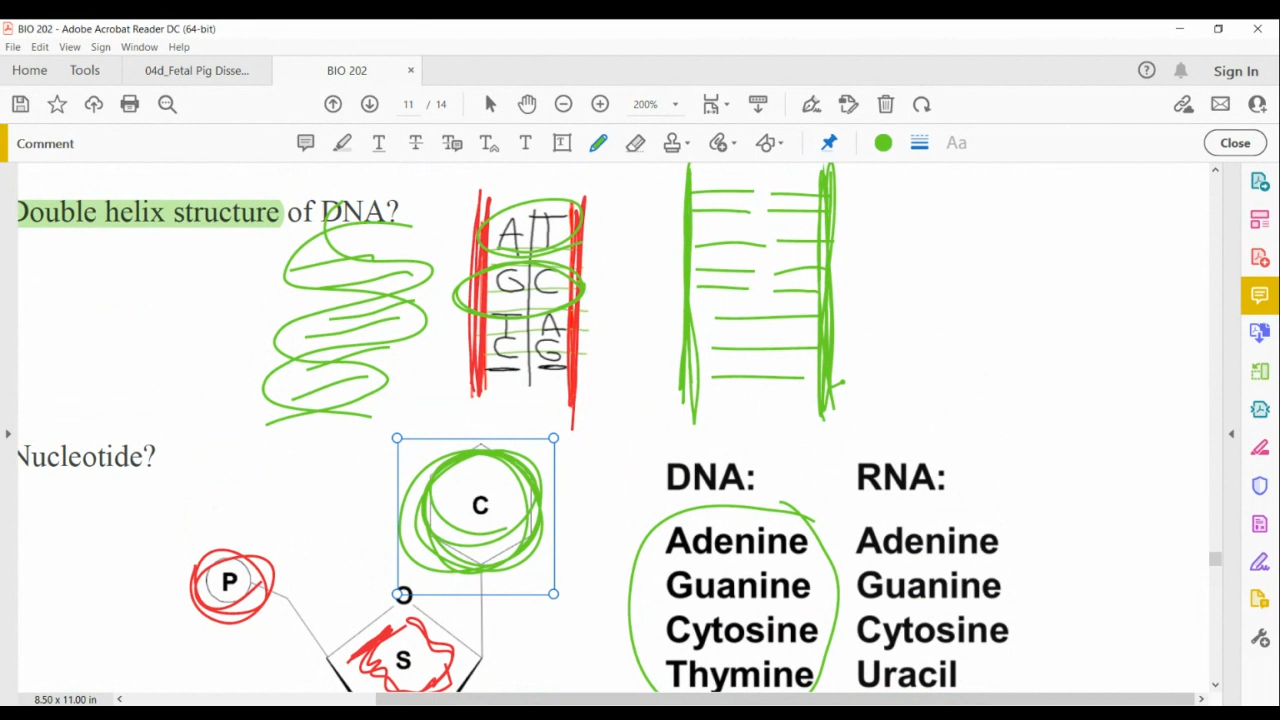 BIO 202 - Adobe Acrobat Reader DC (64-bit)
File Edit View Sign Window Help
Home Tools 04d_Fetal Pig Disse... BIO 202 × Sign In
11 / 14 200%
Comment Close
Double helix structure of DNA?
A T
G C
T A
C G
Nucleotide?
C
P
O
S
DNA: RNA:
Adenine Adenine
Guanine Guanine
Cytosine Cytosine
Thymine Uracil
8.50 x 11.00 in